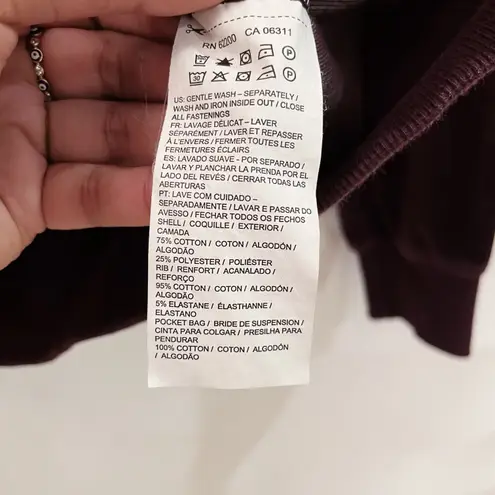 RN 62200 CA 06311
US: GENTLE WASH – SEPARATELY /
WASH AND IRON INSIDE OUT / CLOSE
ALL FASTENINGS
FR: LAVAGE DÉLICAT – LAVER
SÉPARÉMENT / LAVER ET REPASSER
À L'ENVERS / FERMER TOUTES LES
FERMETURES ÉCLAIRS
ES: LAVADO SUAVE - POR SEPARADO /
LAVAR Y PLANCHAR LA PRENDA POR EL
LADO DEL REVÉS / CERRAR TODAS LAS
ABERTURAS
PT: LAVE COM CUIDADO –
SEPARADAMENTE / LAVAR E PASSAR DO
AVESSO / FECHAR TODOS OS FECHOS
SHELL / COQUILLE / EXTERIOR /
CAMADA
75% COTTON / COTON / ALGODÓN /
ALGODÃO
25% POLYESTER / POLIÉSTER
RIB / RENFORT / ACANALADO /
REFORÇO
95% COTTON / COTON / ALGODÓN /
ALGODÃO
5% ELASTANE / ÉLASTHANNE /
ELASTANO
POCKET BAG / BRIDE DE SUSPENSION /
CINTA PARA COLGAR / PRESILHA PARA
PENDURAR
100% COTTON / COTON / ALGODÓN
/ ALGODÃO